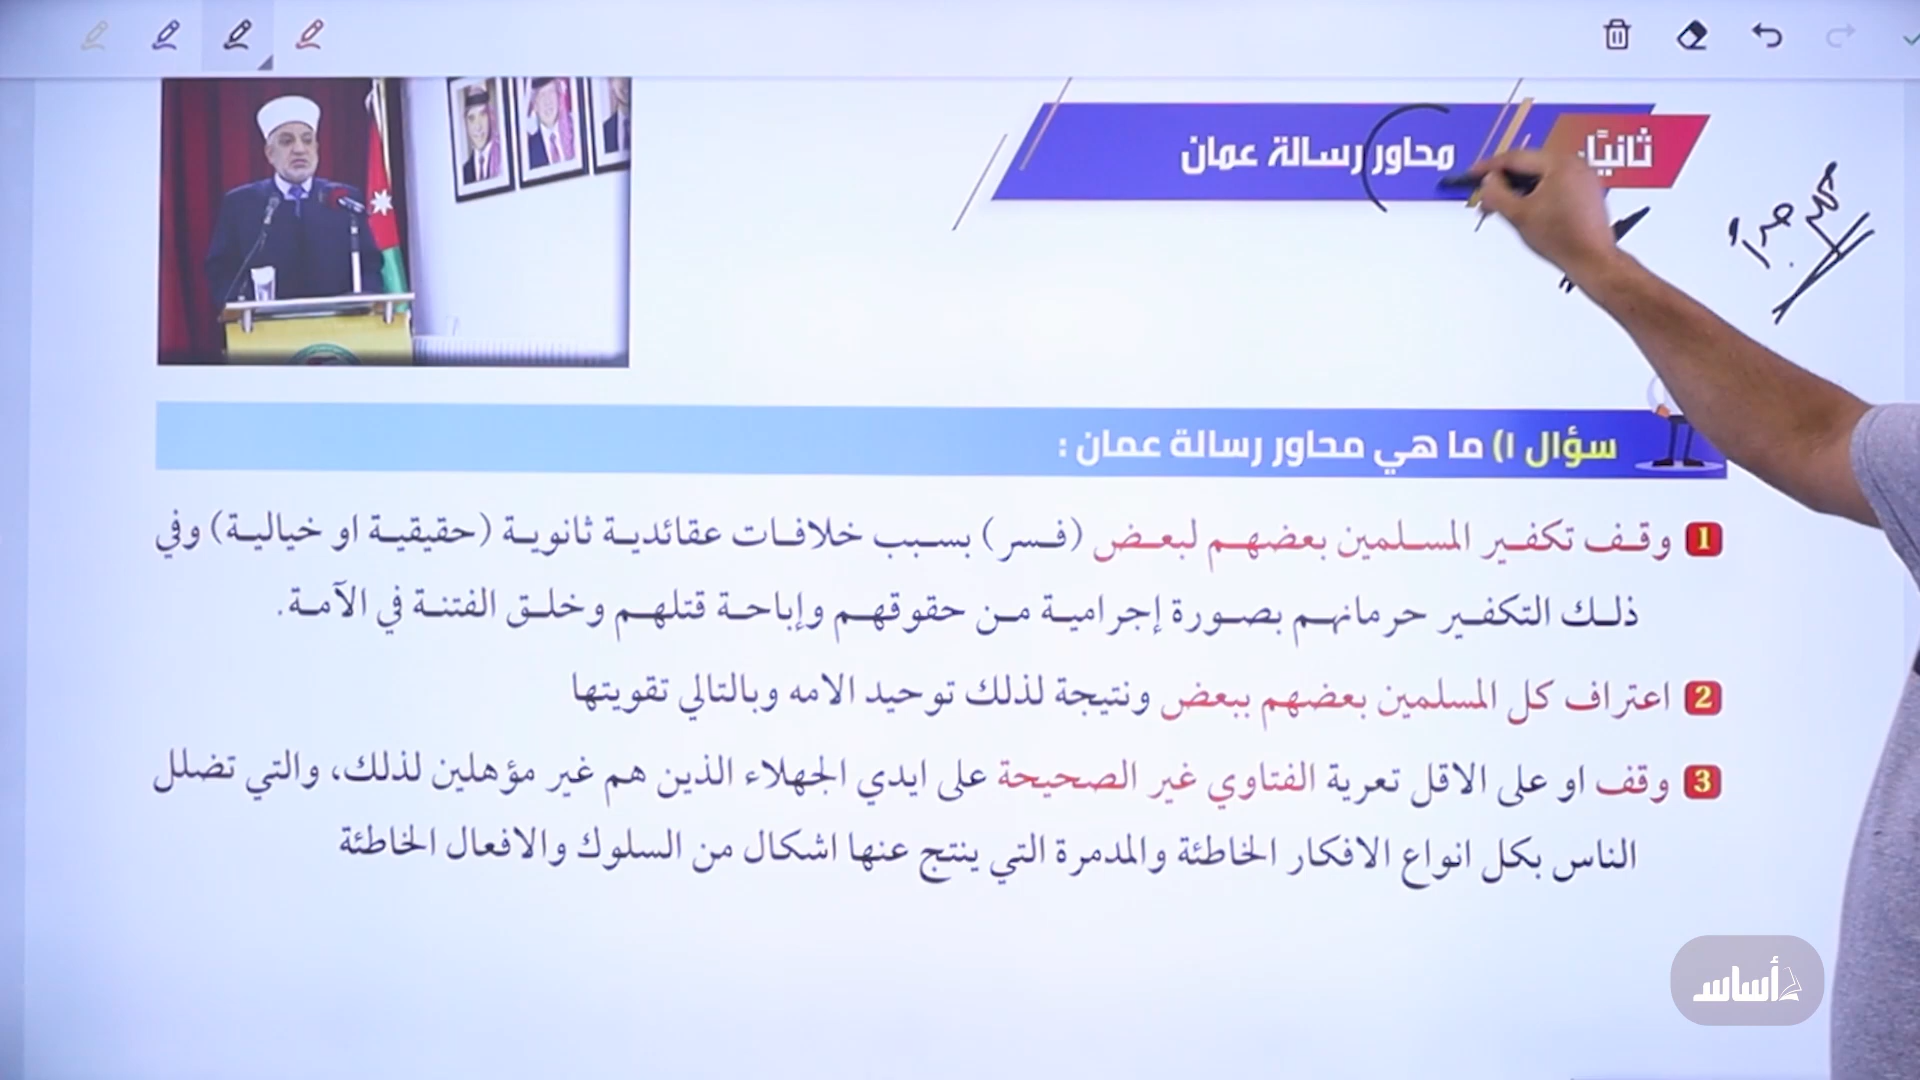 ثانيًا:
محاور رسالة عمان
سؤال ١) ما هي محاور رسالة عمان :
1 وقف تكفير المسلمين بعضهم لبعض (فسر) بسبب خلافات عقائدية ثانوية (حقيقية او خيالية) وفي
ذلك التكفير حرمانهم بصورة إجرامية من حقوقهم وإباحة قتلهم وخلق الفتنة في الآمة.
2 اعتراف كل المسلمين بعضهم ببعض ونتيجة لذلك توحيد الامه وبالتالي تقويتها
3 وقف او على الاقل تعرية الفتاوي غير الصحيحة على ايدي الجهلاء الذين هم غير مؤهلين لذلك، والتي تضلل
الناس بكل انواع الافكار الخاطئة والمدمرة التي ينتج عنها اشكال من السلوك والافعال الخاطئة
أساس